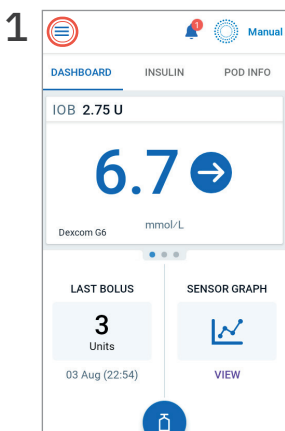 1
1
Manual
DASHBOARD INSULIN POD INFO
IOB 2.75 U
6.7
mmol/L
Dexcom G6
LAST BOLUS
3
Units
03 Aug (22:54)
SENSOR GRAPH
VIEW